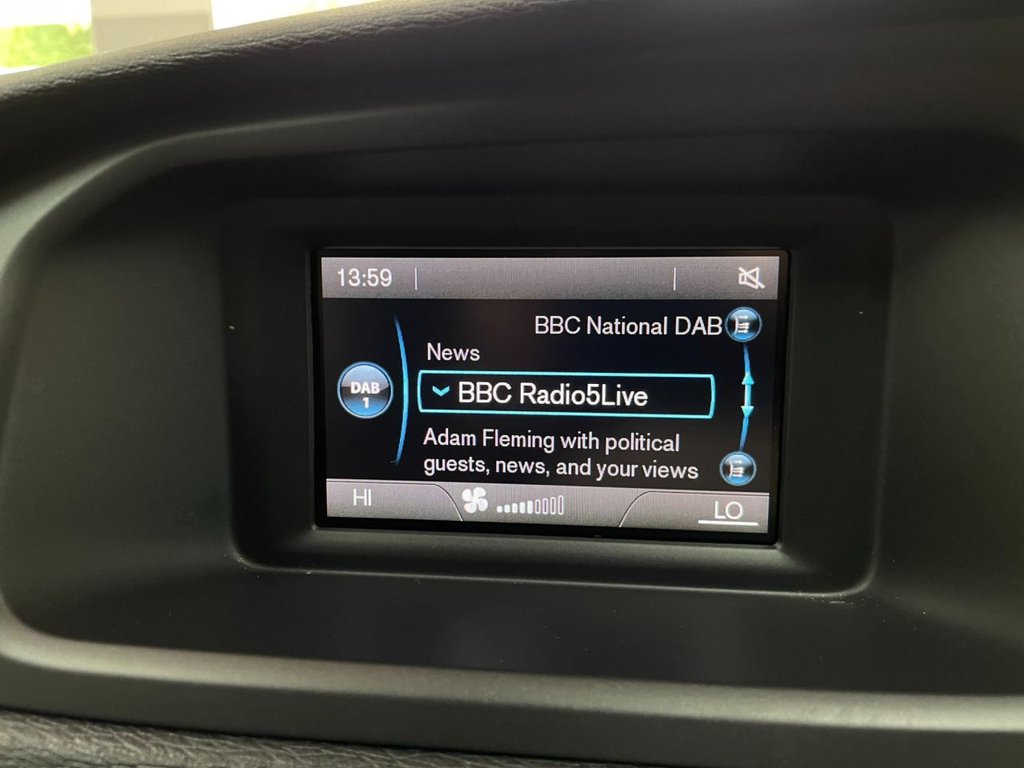 13:59
BBC National DAB
News
DAB
1
BBC Radio5Live
Adam Fleming with political
guests, news, and your views
HI
LO